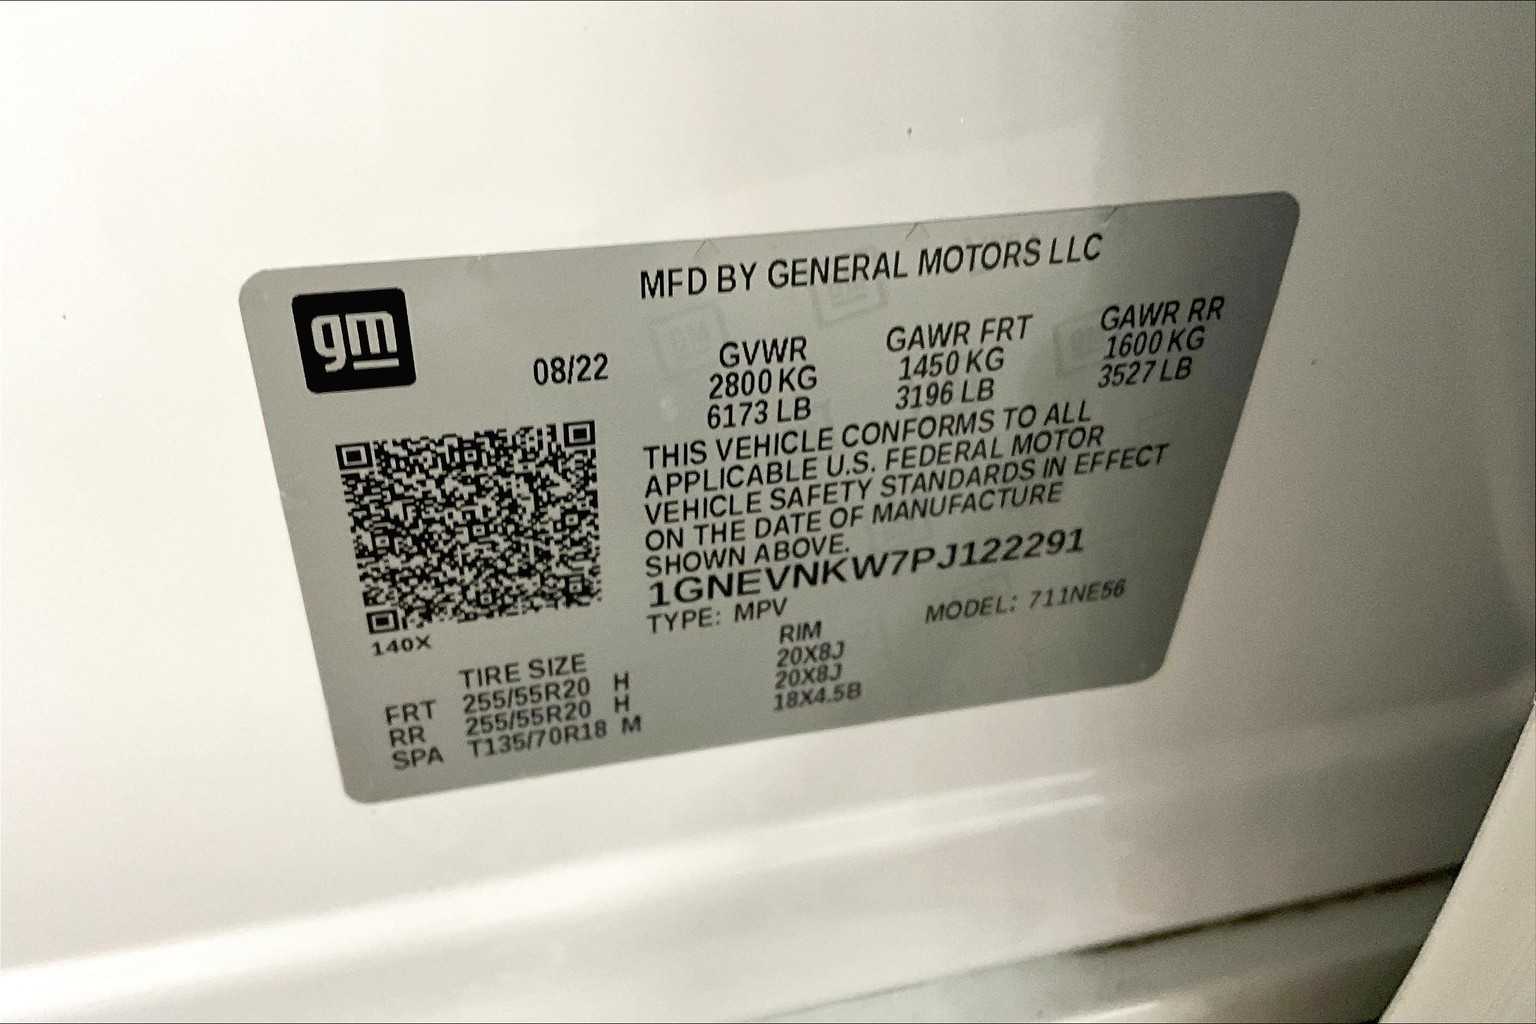 MFD BY GENERAL MOTORS LLC
gm
08/22
GVWR GAWR FRT GAWR RR
2800 KG 1450 KG 1600 KG
6173 LB 3196 LB 3527 LB
THIS VEHICLE CONFORMS TO ALL
APPLICABLE U.S. FEDERAL MOTOR
VEHICLE SAFETY STANDARDS IN EFFECT
ON THE DATE OF MANUFACTURE
SHOWN ABOVE.
1GNEVNKW7PJ122291
TYPE: MPV MODEL: 711NE56
140X
TIRE SIZE RIM
FRT 255/55R20 H 20X8J
RR 255/55R20 H 20X8J
SPA T135/70R18 M 18X4.5B